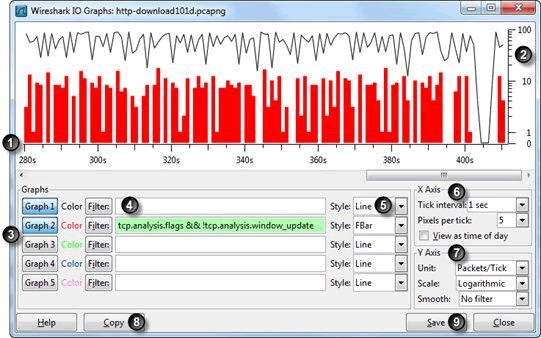 Wireshark IO Graphs: http-download101d.pcapng
100
2
10
1
0
1
280s 300s 320s 340s 360s 380s 400s
Graphs
Graph 1 Color Filter: 4 Style: Line 5
Graph 2 Color Filter: tcp.analysis.flags && !tcp.analysis.window_update Style: FBar
3
Graph 3 Color Filter: Style: Line
Graph 4 Color Filter: Style: Line
Graph 5 Color Filter: Style: Line
X Axis 6
Tick interval: 1 sec
Pixels per tick: 5
View as time of day
Y Axis 7
Unit: Packets/Tick
Scale: Logarithmic
Smooth: No filter
Help Copy 8 Save 9 Close